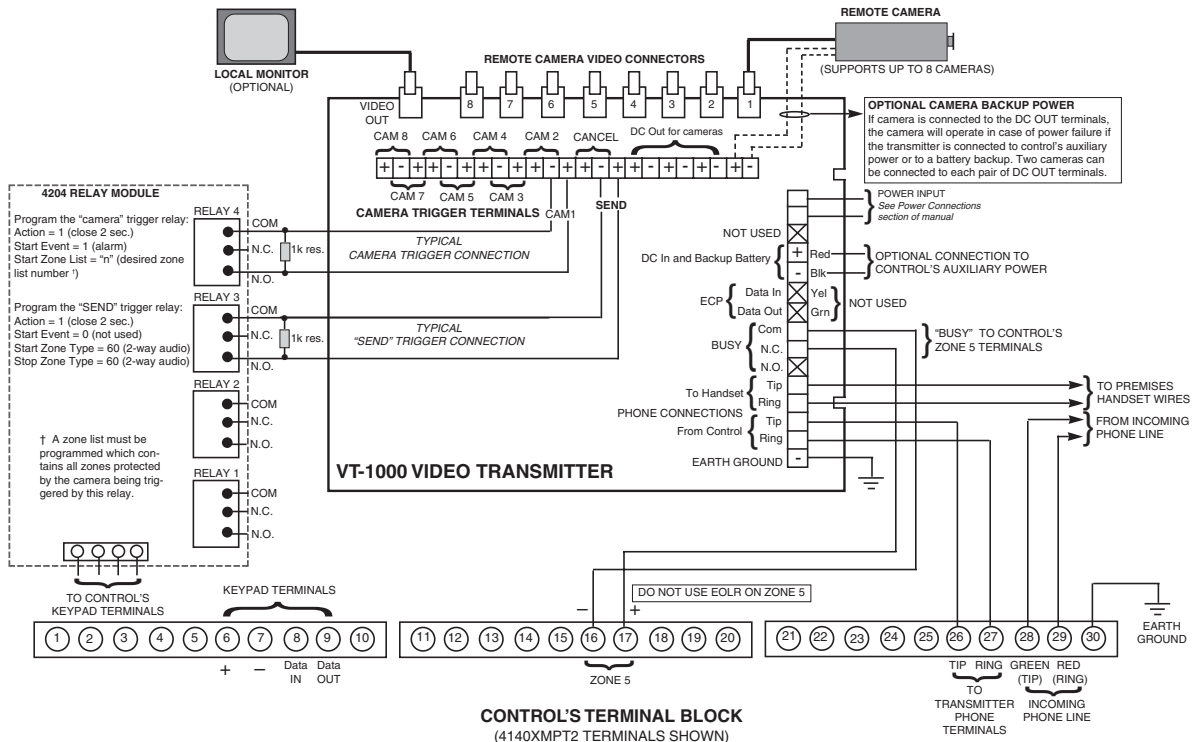 REMOTE CAMERA
(SUPPORTS UP TO 8 CAMERAS)
LOCAL MONITOR
(OPTIONAL)
REMOTE CAMERA VIDEO CONNECTORS
VIDEO
OUT
8
7
6
5
4
3
2
1
OPTIONAL CAMERA BACKUP POWER
If camera is connected to the DC OUT terminals,
the camera will operate in case of power failure if
the transmitter is connected to control's auxiliary
power or to a battery backup. Two cameras can
be connected to each pair of DC OUT terminals.
CAM 8 CAM 6 CAM 4 CAM 2 CANCEL DC Out for cameras
+ - + - + - + - + - + - + - + - + - + -
CAM 7 CAM 5 CAM 3
CAMERA TRIGGER TERMINALS
CAM1
SEND
4204 RELAY MODULE
Program the "camera" trigger relay:
Action = 1 (close 2 sec.)
Start Event = 1 (alarm)
Start Zone List = "n" (desired zone
list number †)
RELAY 4
COM
N.C.
N.O.
1k res.
TYPICAL
CAMERA TRIGGER CONNECTION
Program the "SEND" trigger relay:
Action = 1 (close 2 sec.)
Start Event = 0 (not used)
Start Zone Type = 60 (2-way audio)
Stop Zone Type = 60 (2-way audio)
RELAY 3
COM
N.C.
N.O.
1k res.
TYPICAL
"SEND" TRIGGER CONNECTION
RELAY 2
COM
N.C.
N.O.
† A zone list must be
programmed which con-
tains all zones protected
by the camera being trig-
gered by this relay.
RELAY 1
COM
N.C.
N.O.
TO CONTROL'S
KEYPAD TERMINALS
POWER INPUT
See Power Connections
section of manual
NOT USED
DC In and Backup Battery
+ Red
- Blk
OPTIONAL CONNECTION TO
CONTROL'S AUXILIARY POWER
ECP
Data In
Data Out
Yel
Grn
NOT USED
BUSY
Com
N.C.
N.O.
"BUSY" TO CONTROL'S
ZONE 5 TERMINALS
To Handset
Tip
Ring
TO PREMISES
HANDSET WIRES
PHONE CONNECTIONS
From Control
Tip
Ring
FROM INCOMING
PHONE LINE
EARTH GROUND
-
VT-1000 VIDEO TRANSMITTER
KEYPAD TERMINALS
DO NOT USE EOLR ON ZONE 5
– +
EARTH
GROUND
1 2 3 4 5 6 7 8 9 10
11 12 13 14 15 16 17 18 19 20
21 22 23 24 25 26 27 28 29 30
+ – Data
IN
Data
OUT
ZONE 5
TIP RING
TO
TRANSMITTER
PHONE
TERMINALS
GREEN
(TIP)
RED
(RING)
INCOMING
PHONE LINE
CONTROL'S TERMINAL BLOCK
(4140XMPT2 TERMINALS SHOWN)